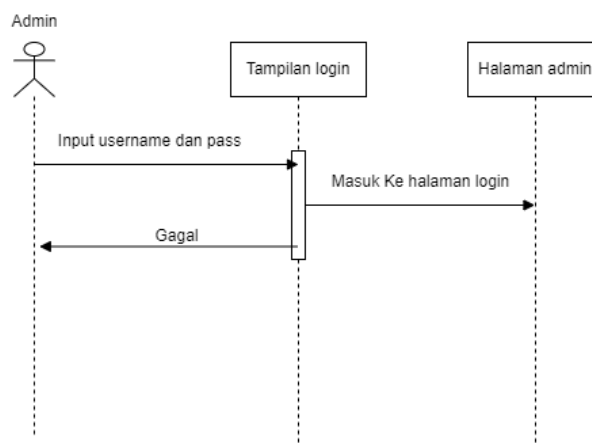 Admin
Tampilan login
Halaman admin
Input username dan pass
Masuk Ke halaman login
Gagal